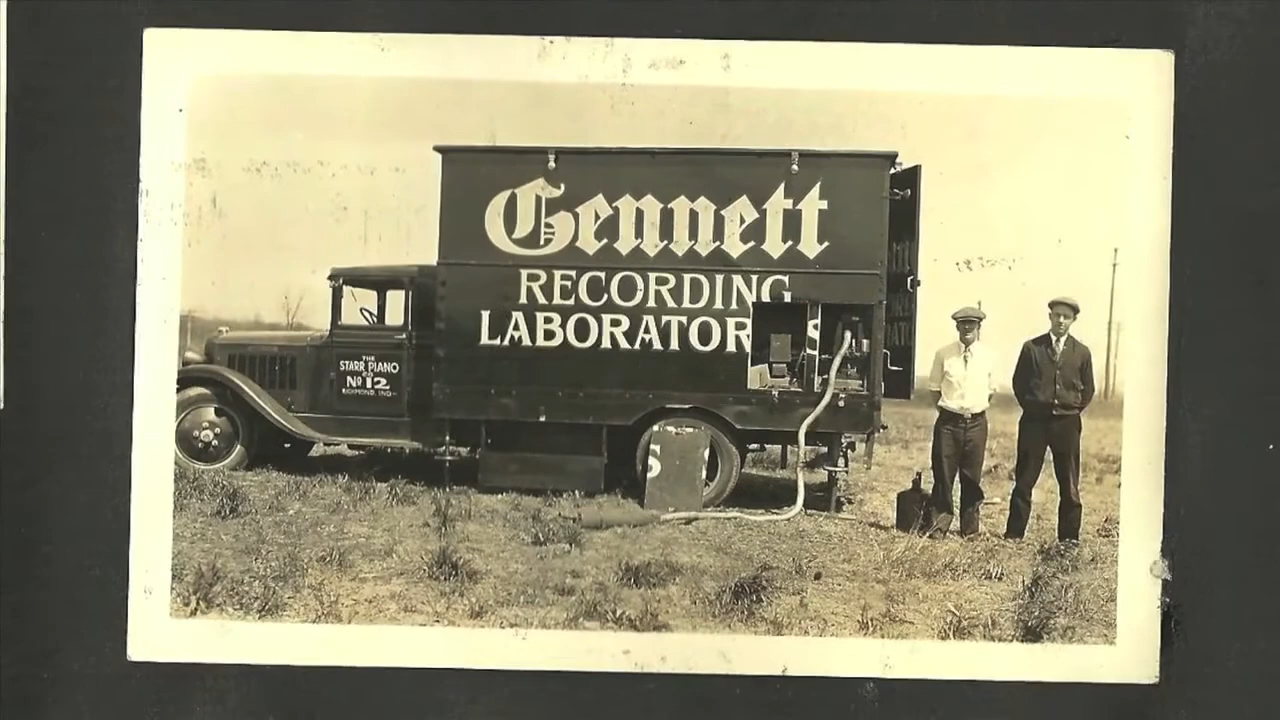 Gennett
RECORDING
LABORATOR S
THE
STARR PIANO
CO
No 12
RICHMOND, IND
S